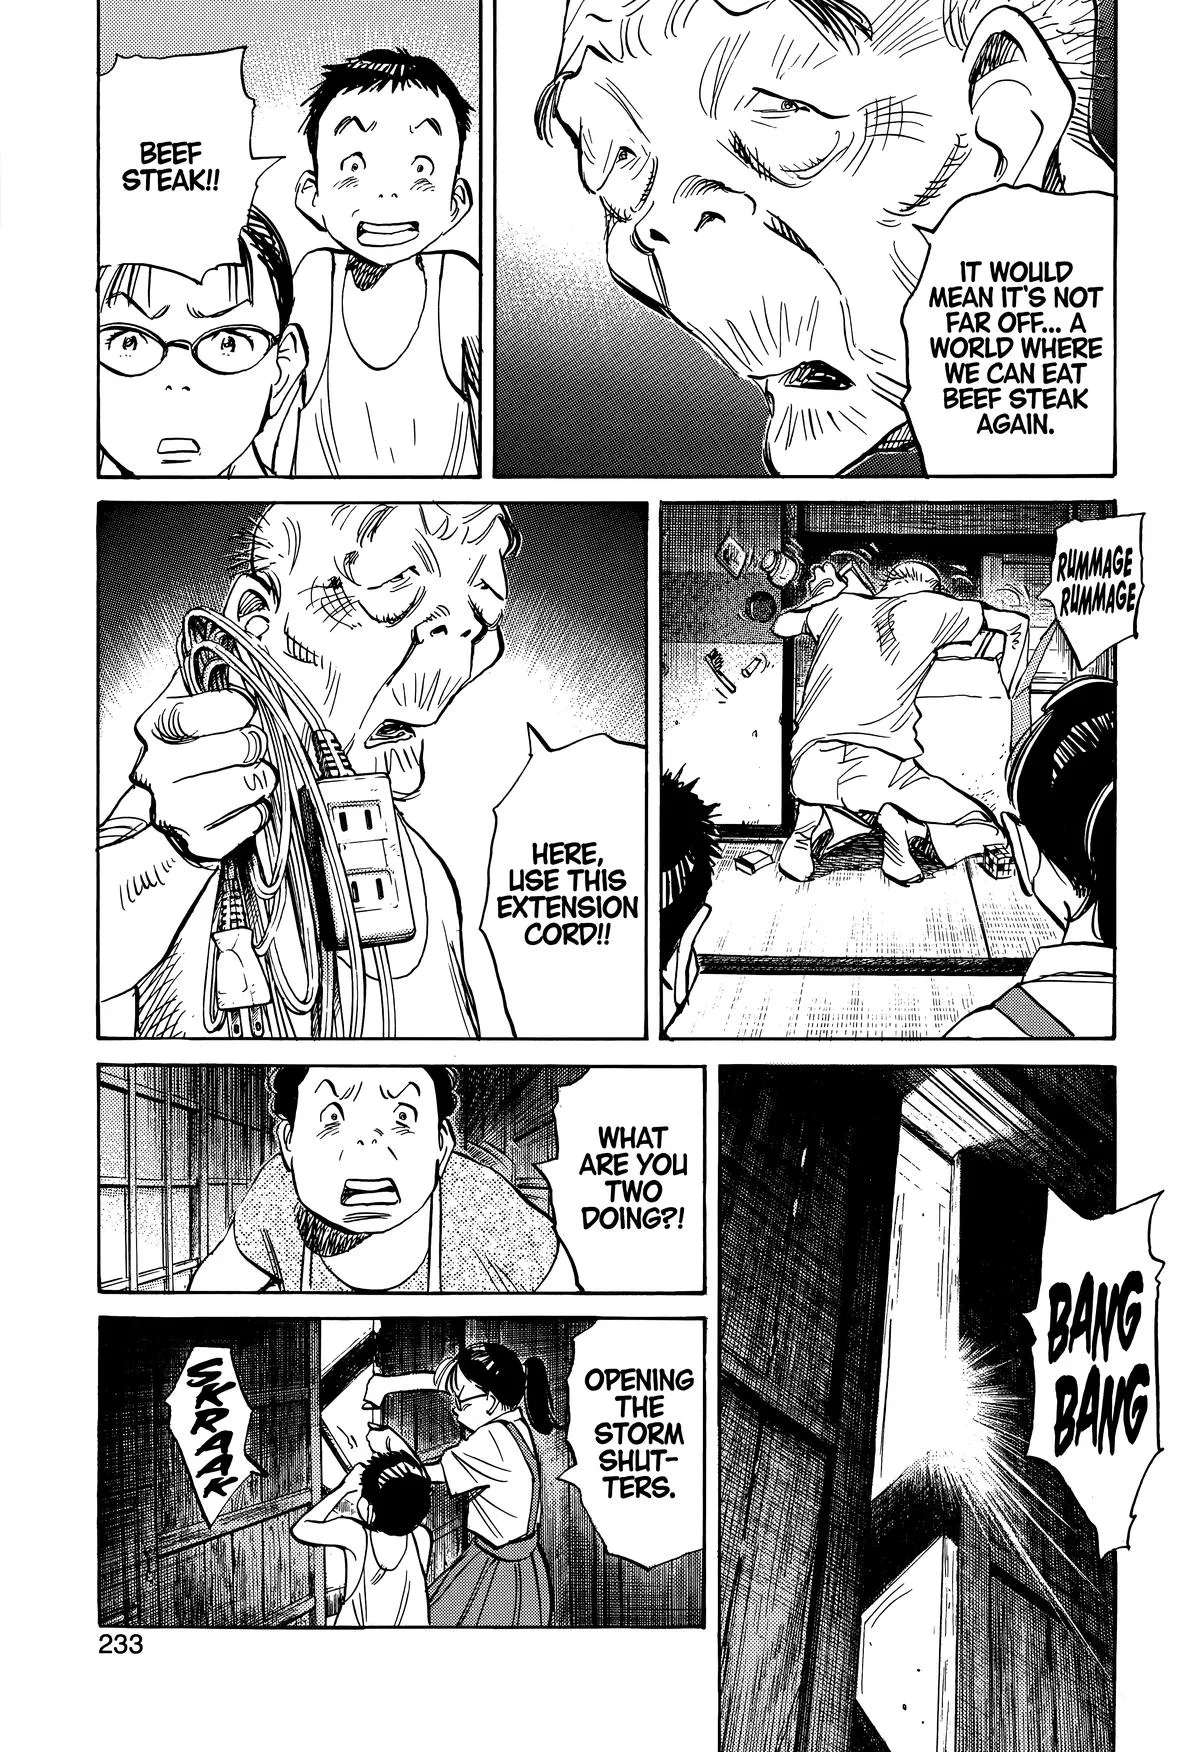 IT WOULD
MEAN IT'S NOT
FAR OFF... A
WORLD WHERE
WE CAN EAT
BEEF STEAK
AGAIN.
BEEF
STEAK!!
RUMMAGE
RUMMAGE
HERE,
USE THIS
EXTENSION
CORD!!
BANG
BANG
WHAT
ARE YOU
TWO
DOING?!
OPENING
THE
STORM
SHUT-
TERS.
SKRAAK
233